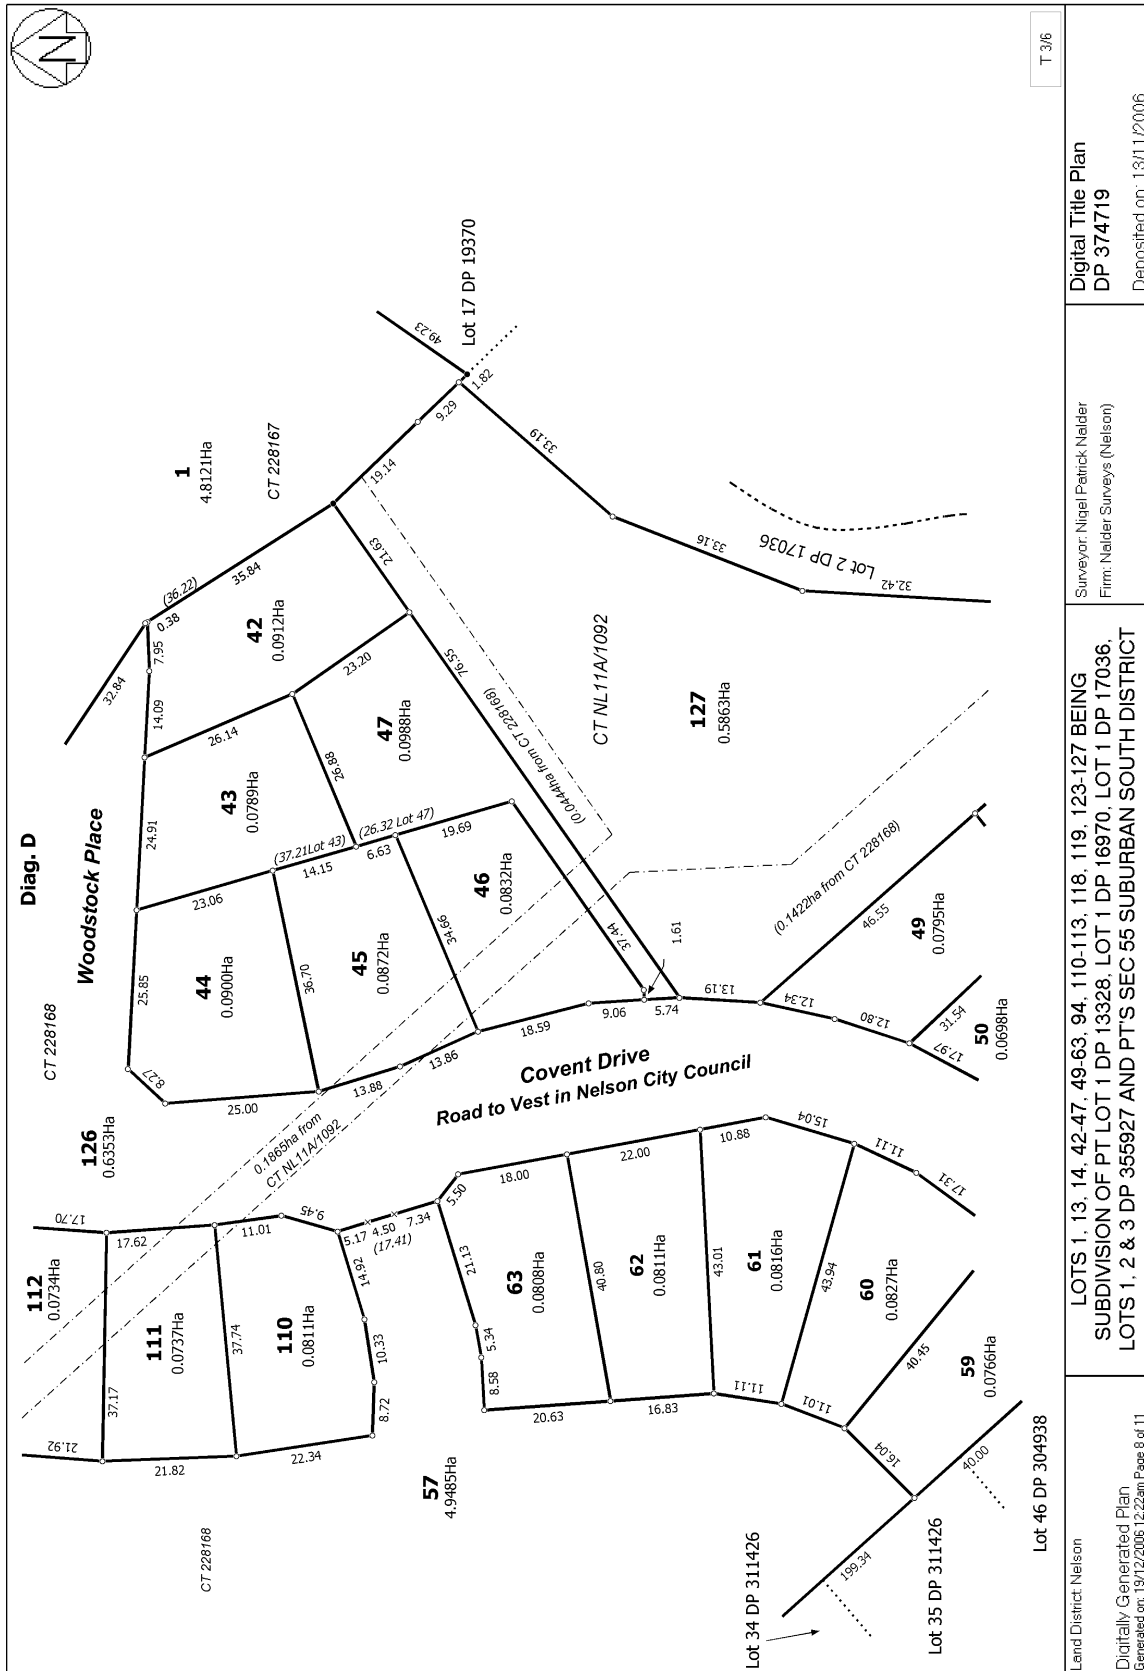 Diag. D
N
T 3/6
CT 228168
Woodstock Place
126
0.6353Ha
1
4.8121Ha
CT 228167
Lot 17 DP 19370
49.23
1.82
9.29
19.14
33.19
33.16
32.42
Lot 2 DP 17036
32.84
(36.22)
0.38
35.84
7.95
14.09
24.91
25.85
8.27
25.00
42
0.0912Ha
21.63
23.20
26.14
43
0.0789Ha
26.88
47
0.0988Ha
23.06
(37.21Lot 43)
14.15
(26.32 Lot 47)
6.63
19.69
44
0.0900Ha
36.70
45
0.0872Ha
34.66
46
0.0832Ha
37.44
76.55
(0.0444ha from CT 228168)
CT NL11A/1092
127
0.5863Ha
13.88
13.86
18.59
9.06
5.74
1.61
13.19
(0.1422ha from CT 228168)
46.55
12.34
12.80
49
0.0795Ha
31.54
17.97
50
0.0698Ha
Covent Drive
Road to Vest in Nelson City Council
0.1865ha from
CT NL11A/1092
17.70
17.62
11.01
9.45
5.17
4.50
7.34
(17.41)
5.50
18.00
22.00
10.88
15.04
11.11
17.31
112
0.0734Ha
37.17
111
0.0737Ha
37.74
110
0.0811Ha
14.92
10.33
8.72
21.92
21.82
22.34
21.13
5.34
8.58
63
0.0808Ha
40.80
62
0.0811Ha
43.01
61
0.0816Ha
43.94
60
0.0827Ha
40.45
59
0.0766Ha
20.63
16.83
11.11
11.01
16.04
40.00
199.34
57
4.9485Ha
CT 228168
Lot 34 DP 311426
Lot 35 DP 311426
Lot 46 DP 304938
Land District: Nelson
Digitally Generated Plan
Generated on: 19/12/2006 12:22am Page 8 of 11
LOTS 1, 13, 14, 42-47, 49-63, 94, 110-113, 118, 119, 123-127 BEING
SUBDIVISION OF PT LOT 1 DP 13328, LOT 1 DP 16970, LOT 1 DP 17036,
LOTS 1, 2 & 3 DP 355927 AND PT'S SEC 55 SUBURBAN SOUTH DISTRICT
Surveyor: Nigel Patrick Nalder
Firm: Nalder Surveys (Nelson)
Digital Title Plan
DP 374719
Deposited on: 13/11/2006